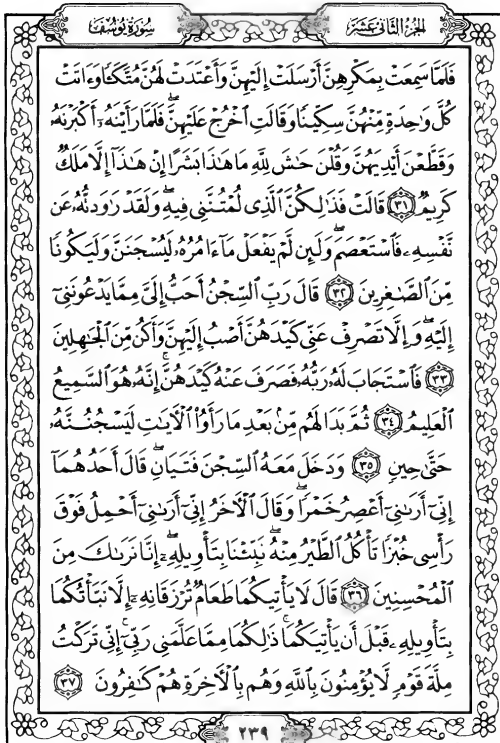 الجزء الثاني عشر
سورة يوسف
فَلَمَّا سَمِعَتْ بِمَكْرِهِنَّ أَرْسَلَتْ إِلَيْهِنَّ وَأَعْتَدَتْ لَهُنَّ مُتَّكَـًٔا وَءَاتَتْ
كُلَّ وَٰحِدَةٍ مِّنْهُنَّ سِكِّينًا وَقَالَتِ ٱخْرُجْ عَلَيْهِنَّ ۖ فَلَمَّا رَأَيْنَهُۥٓ أَكْبَرْنَهُۥ
وَقَطَّعْنَ أَيْدِيَهُنَّ وَقُلْنَ حَٰشَ لِلَّهِ مَا هَٰذَا بَشَرًا إِنْ هَٰذَآ إِلَّا مَلَكٌ
كَرِيمٌ ٣١ قَالَتْ فَذَٰلِكُنَّ ٱلَّذِى لُمْتُنَّنِى فِيهِ ۖ وَلَقَدْ رَٰوَدتُّهُۥ عَن
نَّفْسِهِۦ فَٱسْتَعْصَمَ ۖ وَلَئِن لَّمْ يَفْعَلْ مَآ ءَامُرُهُۥ لَيُسْجَنَنَّ وَلَيَكُونًا
مِّنَ ٱلصَّٰغِرِينَ ٣٢ قَالَ رَبِّ ٱلسِّجْنُ أَحَبُّ إِلَىَّ مِمَّا يَدْعُونَنِىٓ
إِلَيْهِ ۖ وَإِلَّا تَصْرِفْ عَنِّى كَيْدَهُنَّ أَصْبُ إِلَيْهِنَّ وَأَكُن مِّنَ ٱلْجَٰهِلِينَ
٣٣ فَٱسْتَجَابَ لَهُۥ رَبُّهُۥ فَصَرَفَ عَنْهُ كَيْدَهُنَّ ۚ إِنَّهُۥ هُوَ ٱلسَّمِيعُ
ٱلْعَلِيمُ ٣٤ ثُمَّ بَدَا لَهُم مِّنۢ بَعْدِ مَا رَأَوُا۟ ٱلْءَايَٰتِ لَيَسْجُنُنَّهُۥ
حَتَّىٰ حِينٍ ٣٥ وَدَخَلَ مَعَهُ ٱلسِّجْنَ فَتَيَانِ ۖ قَالَ أَحَدُهُمَآ
إِنِّىٓ أَرَىٰنِىٓ أَعْصِرُ خَمْرًا ۖ وَقَالَ ٱلْءَاخَرُ إِنِّىٓ أَرَىٰنِىٓ أَحْمِلُ فَوْقَ
رَأْسِى خُبْزًا تَأْكُلُ ٱلطَّيْرُ مِنْهُ ۖ نَبِّئْنَا بِتَأْوِيلِهِۦٓ ۖ إِنَّا نَرَىٰكَ مِنَ
ٱلْمُحْسِنِينَ ٣٦ قَالَ لَا يَأْتِيكُمَا طَعَامٌ تُرْزَقَانِهِۦٓ إِلَّا نَبَّأْتُكُمَا
بِتَأْوِيلِهِۦ قَبْلَ أَن يَأْتِيَكُمَا ۚ ذَٰلِكُمَا مِمَّا عَلَّمَنِى رَبِّىٓ ۚ إِنِّى تَرَكْتُ
مِلَّةَ قَوْمٍ لَّا يُؤْمِنُونَ بِٱللَّهِ وَهُم بِٱلْءَاخِرَةِ هُمْ كَٰفِرُونَ ٣٧
٢٣٩